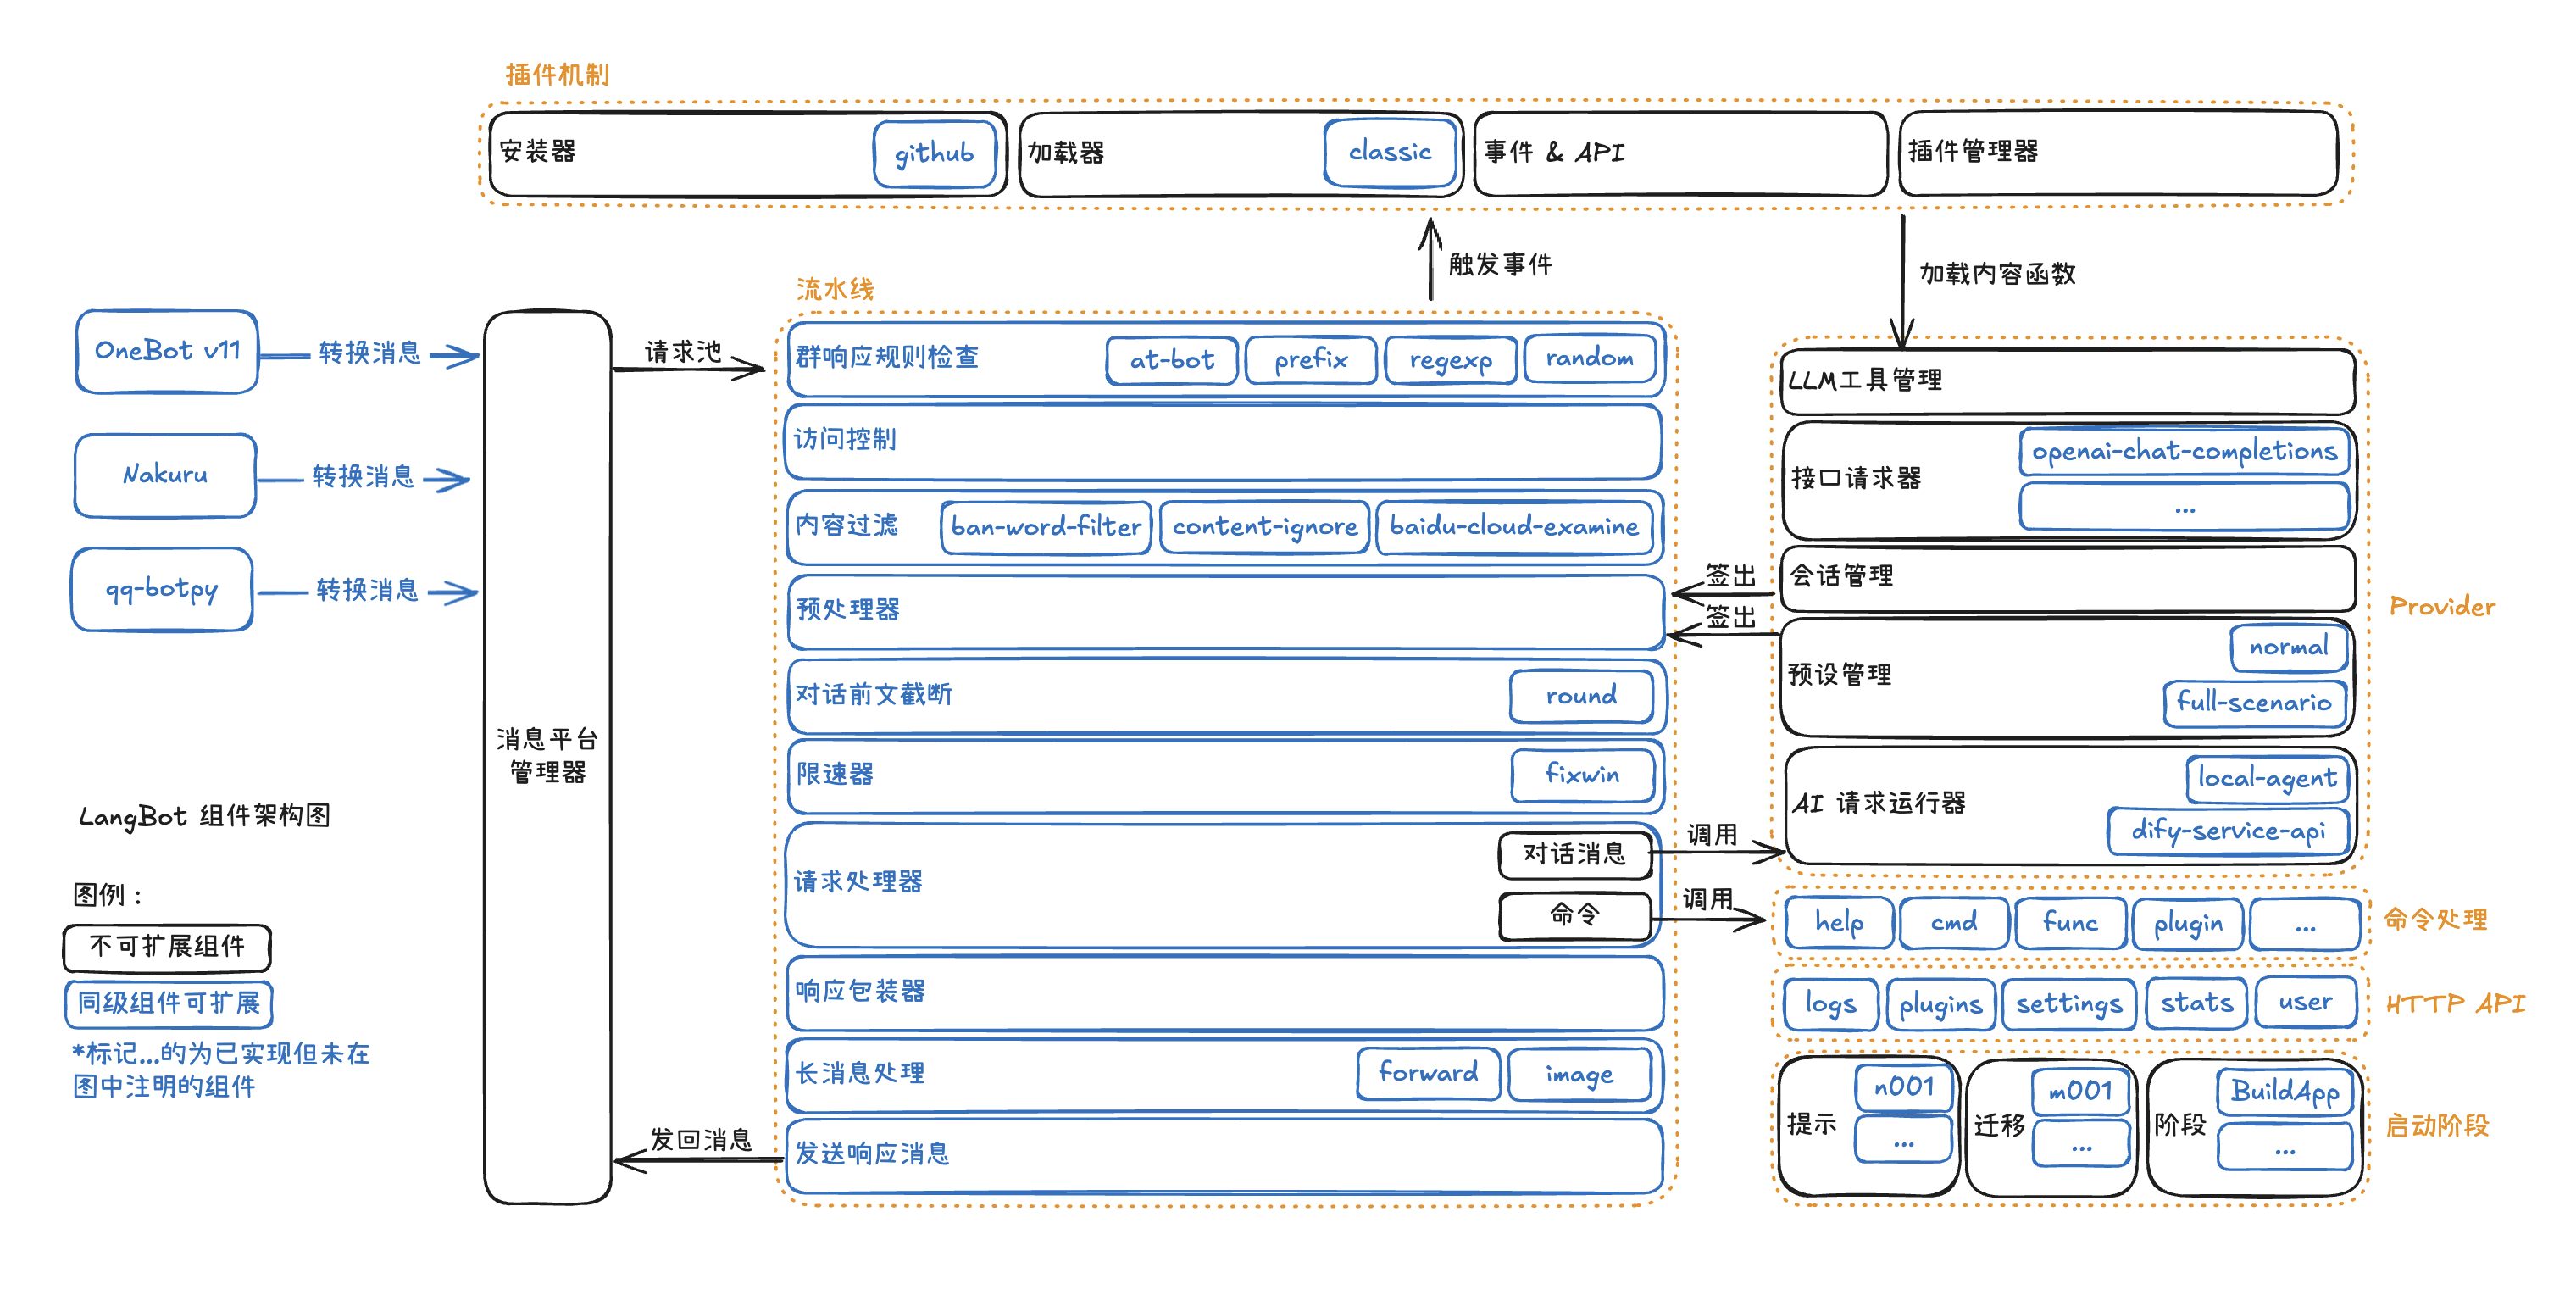 插件机制
安装器
github
加载器
classic
事件 & API
插件管理器
触发事件
加载内容函数
OneBot v11
转换消息
Nakuru
转换消息
qq-botpy
转换消息
消息平台
管理器
请求池
发回消息
流水线
群响应规则检查
at-bot
prefix
regexp
random
访问控制
内容过滤
ban-word-filter
content-ignore
baidu-cloud-examine
预处理器
对话前文截断
round
限速器
fixwin
请求处理器
对话消息
命令
响应包装器
长消息处理
forward
image
发送响应消息
签出
签出
调用
调用
Provider
LLM工具管理
接口请求器
openai-chat-completions
...
会话管理
预设管理
normal
full-scenario
AI 请求运行器
local-agent
dify-service-api
命令处理
help
cmd
func
plugin
...
HTTP API
logs
plugins
settings
stats
user
启动阶段
提示
n001
...
迁移
m001
...
阶段
BuildApp
...
LangBot 组件架构图
图例：
不可扩展组件
同级组件可扩展
*标记...的为已实现但未在
图中注明的组件